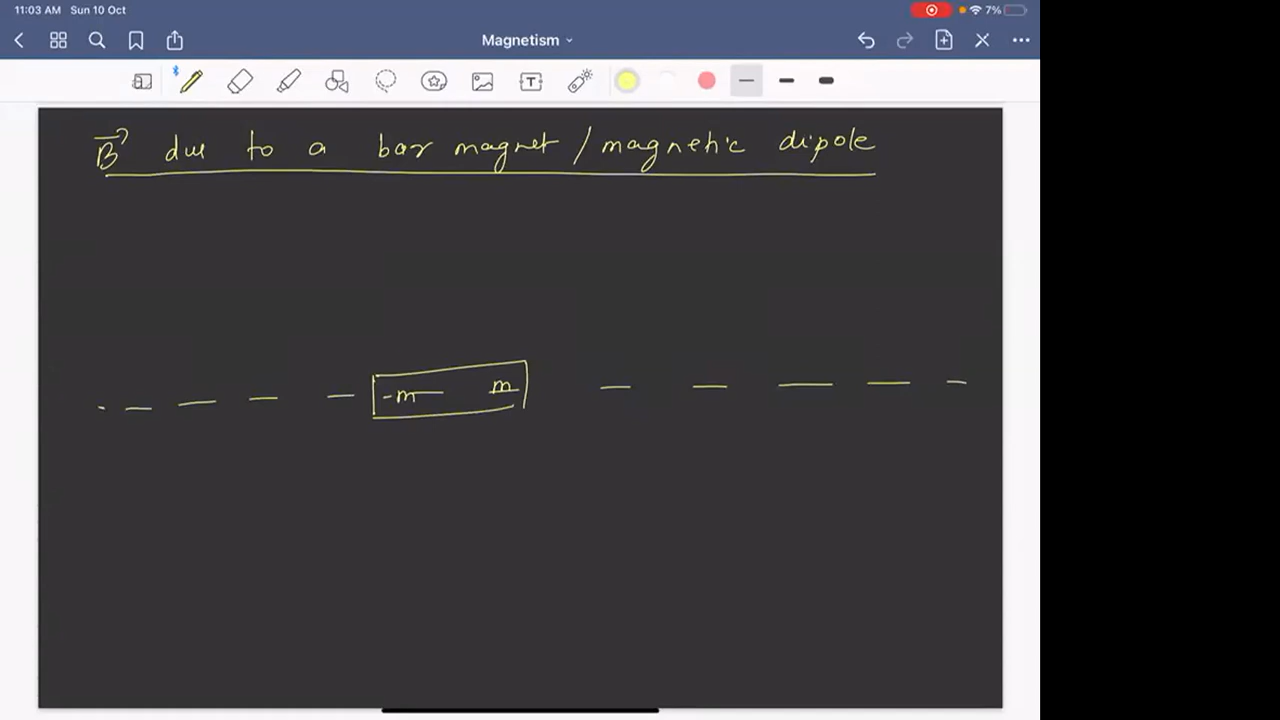 11:03 AM Sun 10 Oct 7%
Magnetism
B due to a bar magnet / magnetic dipole
-m m